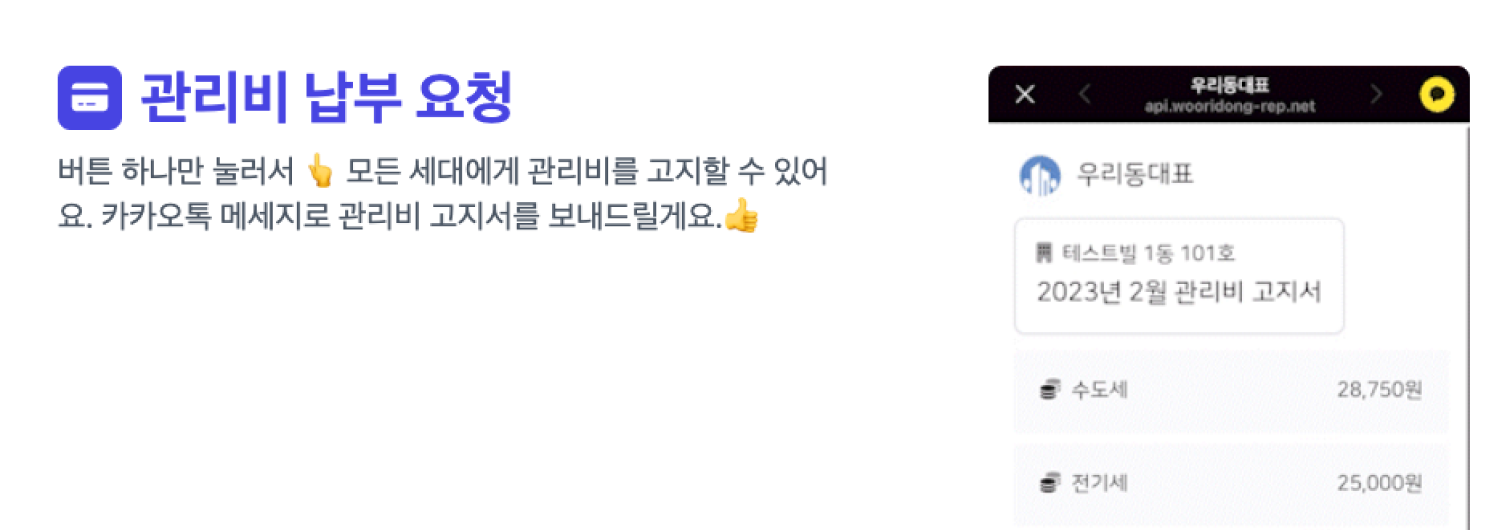 관리비 납부 요청
버튼 하나만 눌러서 👆 모든 세대에게 관리비를 고지할 수 있어
요. 카카오톡 메세지로 관리비 고지서를 보내드릴게요.👍
우리동대표
api.wooridong-rep.net
우리동대표
테스트빌 1동 101호
2023년 2월 관리비 고지서
수도세 28,750원
전기세 25,000원